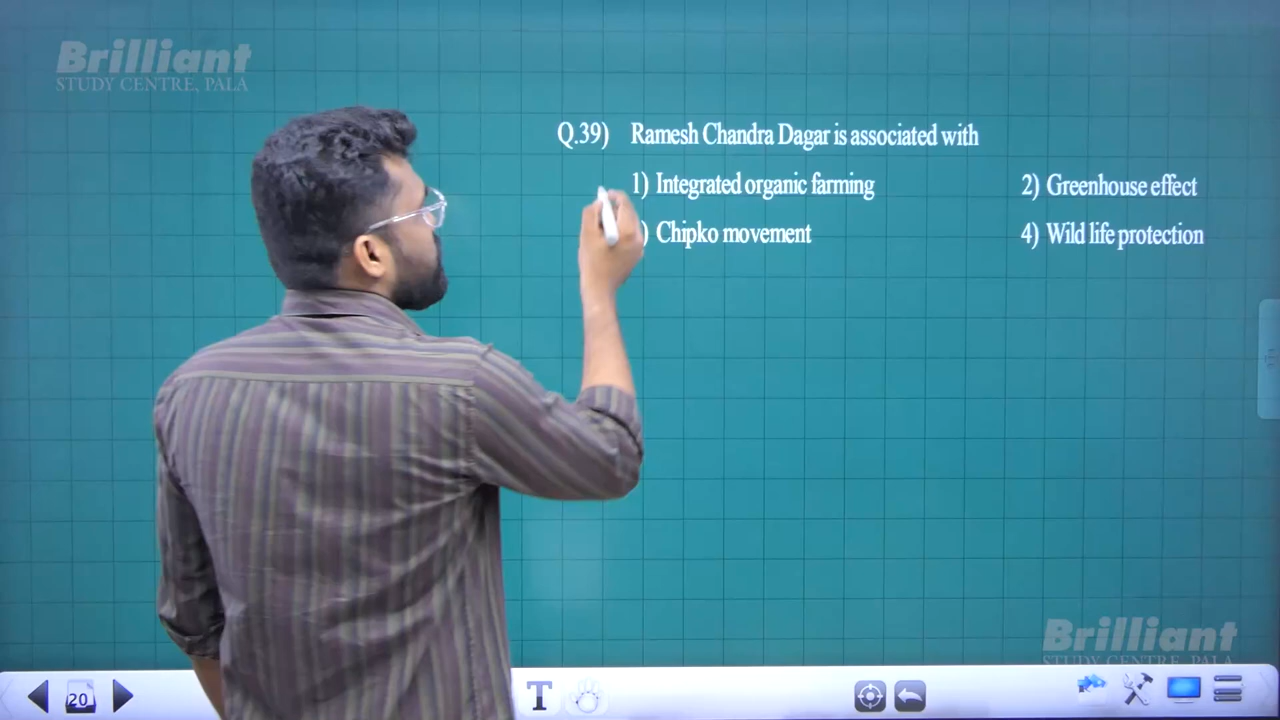 Brilliant
STUDY CENTRE, PALA
Q.39) Ramesh Chandra Dagar is associated with
1) Integrated organic farming 2) Greenhouse effect
) Chipko movement 4) Wild life protection
Brilliant
STUDY CENTRE, PALA
20 T